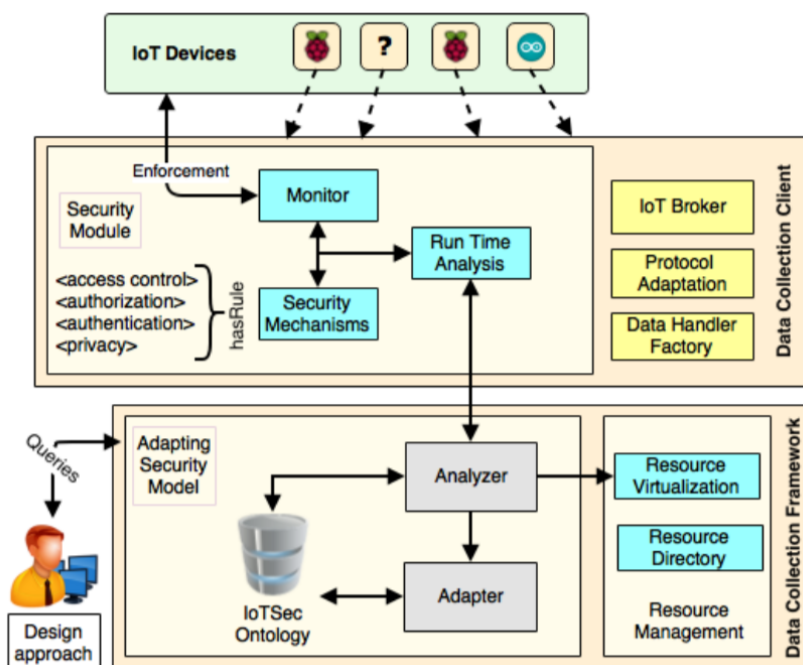 IoT Devices
?
Enforcement
Monitor
Security
Module
Run Time
Analysis
<access control>
<authorization>
<authentication>
<privacy>
hasRule
Security
Mechanisms
IoT Broker
Protocol
Adaptation
Data Handler
Factory
Data Collection Client
Queries
Adapting
Security
Model
Analyzer
IoTSec
Ontology
Adapter
Resource
Virtualization
Resource
Directory
Resource
Management
Data Collection Framework
Design
approach